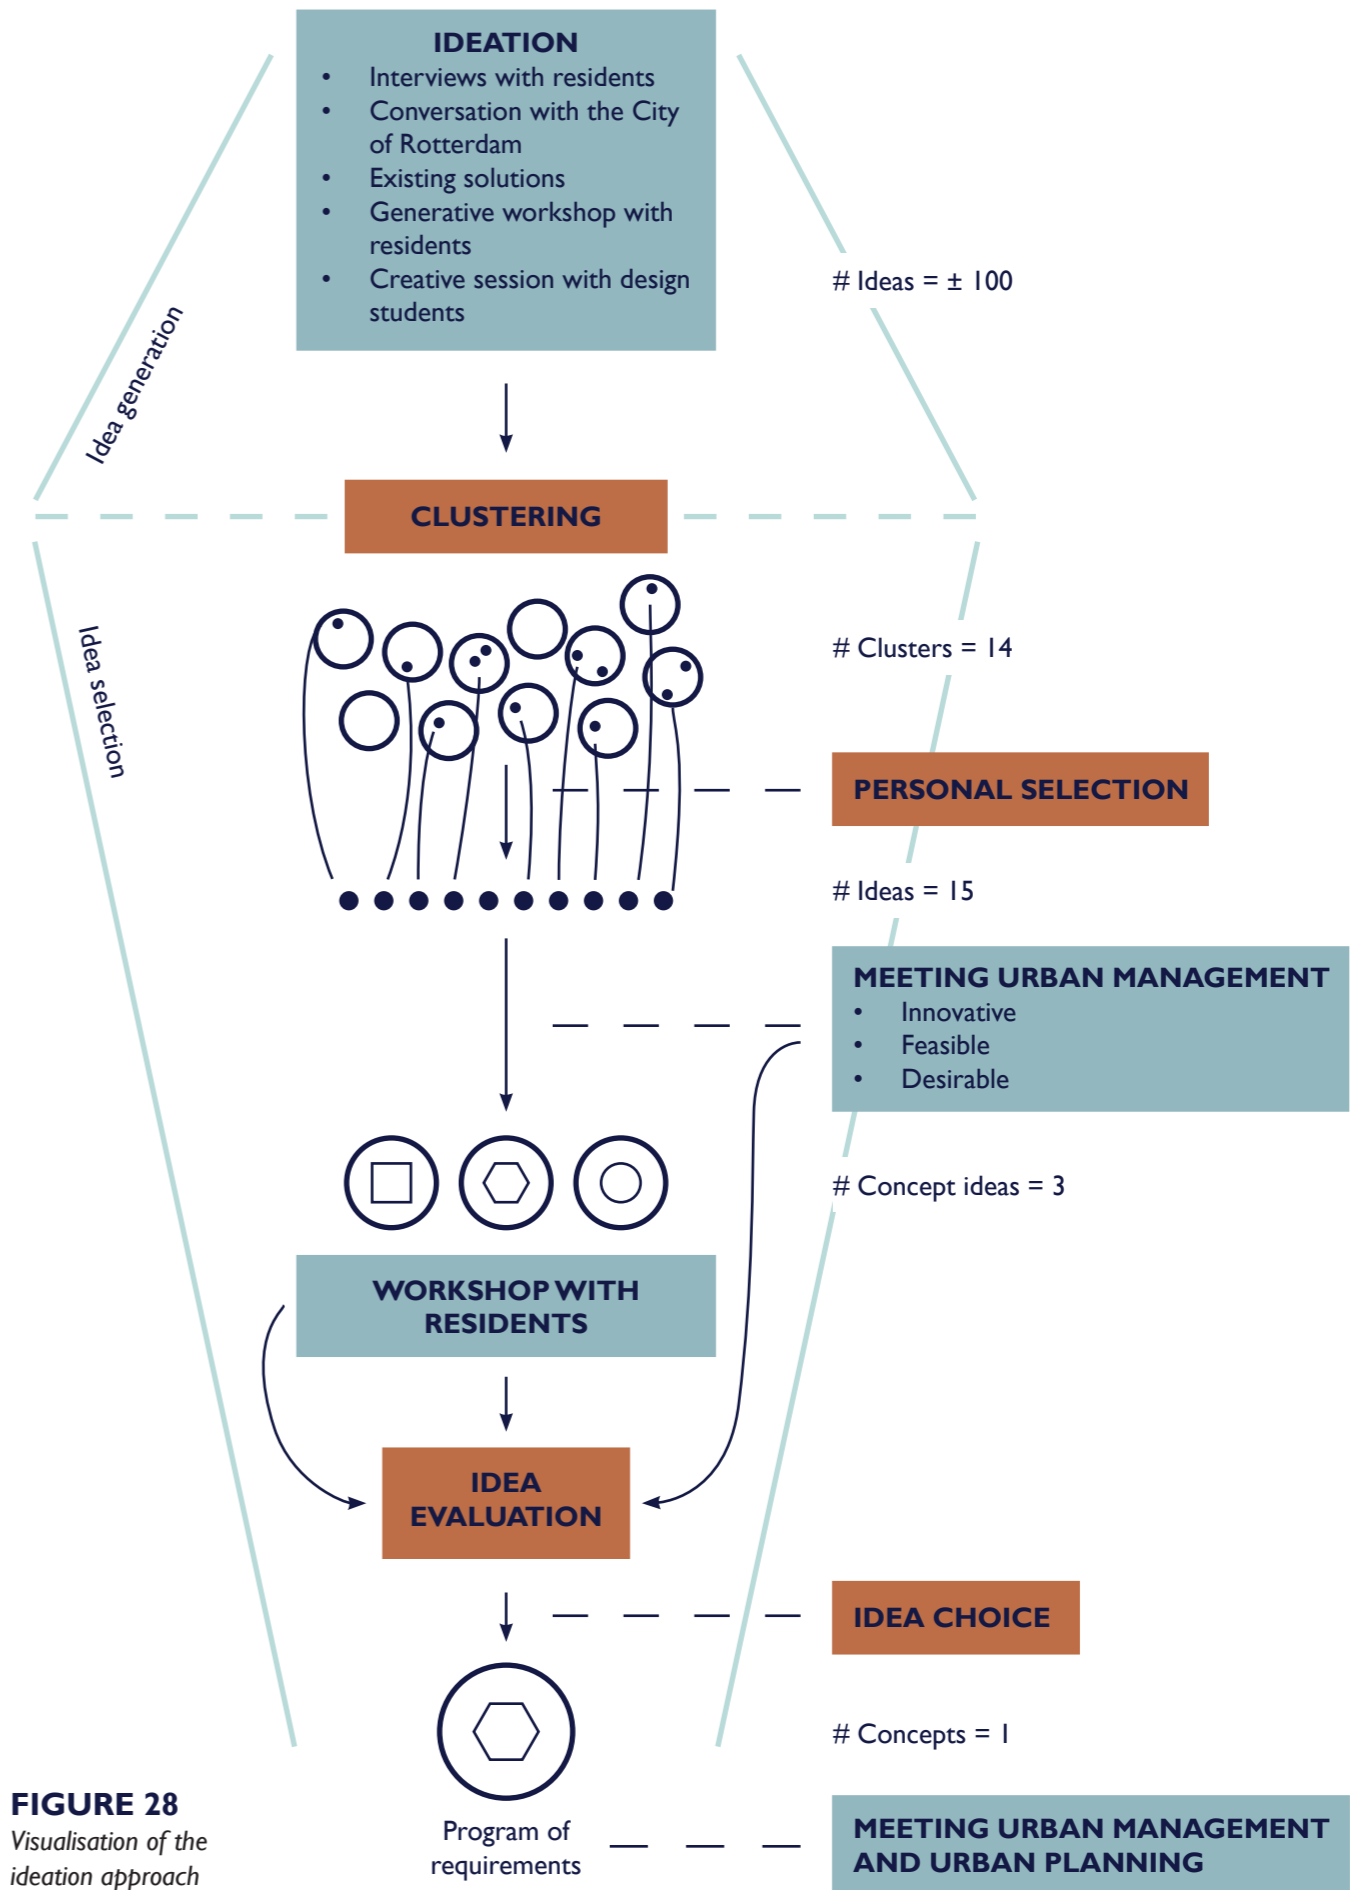 IDEATION
• Interviews with residents
• Conversation with the City
of Rotterdam
• Existing solutions
• Generative workshop with
residents
• Creative session with design
students
# Ideas = ± 100
Idea generation
CLUSTERING
Idea selection
# Clusters = 14
PERSONAL SELECTION
# Ideas = 15
MEETING URBAN MANAGEMENT
• Innovative
• Feasible
• Desirable
# Concept ideas = 3
WORKSHOP WITH
RESIDENTS
IDEA
EVALUATION
IDEA CHOICE
# Concepts = 1
Program of
requirements
MEETING URBAN MANAGEMENT
AND URBAN PLANNING
FIGURE 28
Visualisation of the
ideation approach